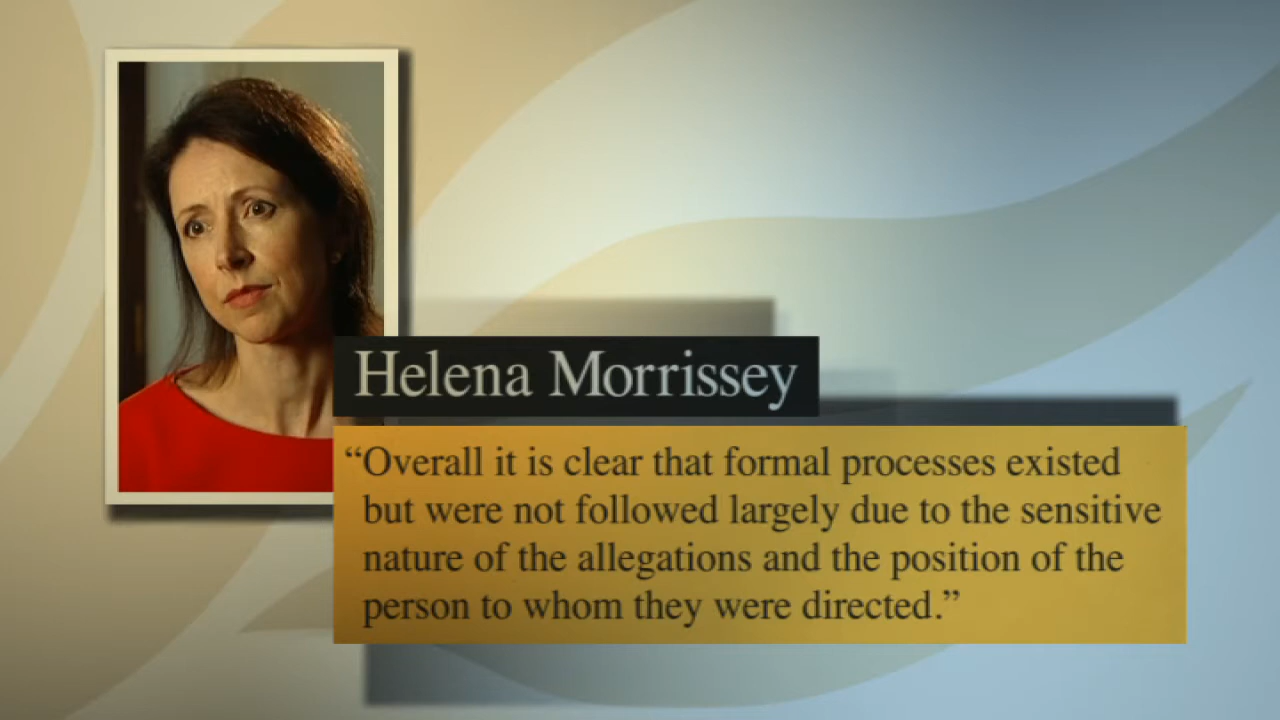 Helena Morrissey
“Overall it is clear that formal processes existed
but were not followed largely due to the sensitive
nature of the allegations and the position of the
person to whom they were directed.”